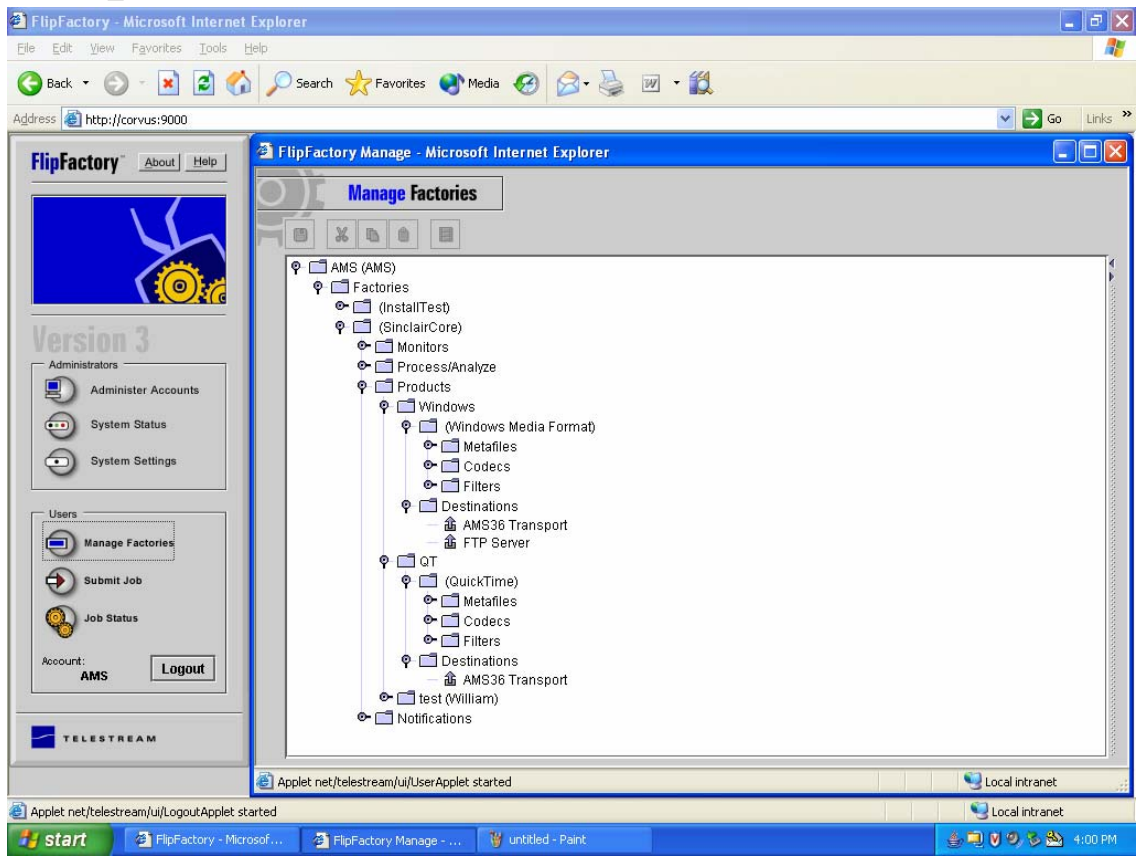 FlipFactory - Microsoft Internet Explorer
File Edit View Favorites Tools Help
Back Search Favorites Media
Address http://corvus:9000 Go Links »
FlipFactory About Help
Version 3
Administrators
Administer Accounts
System Status
System Settings
Users
Manage Factories
Submit Job
Job Status
Account:
AMS Logout
TELESTREAM
FlipFactory Manage - Microsoft Internet Explorer
Manage Factories
AMS (AMS)
Factories
(InstallTest)
(SinclairCore)
Monitors
Process/Analyze
Products
Windows
(Windows Media Format)
Metafiles
Codecs
Filters
Destinations
AMS36 Transport
FTP Server
QT
(QuickTime)
Metafiles
Codecs
Filters
Destinations
AMS36 Transport
test (William)
Notifications
Applet net/telestream/ui/UserApplet started Local intranet
Applet net/telestream/ui/LogoutApplet started Local intranet
start FlipFactory - Microsof... FlipFactory Manage - ... untitled - Paint 4:00 PM